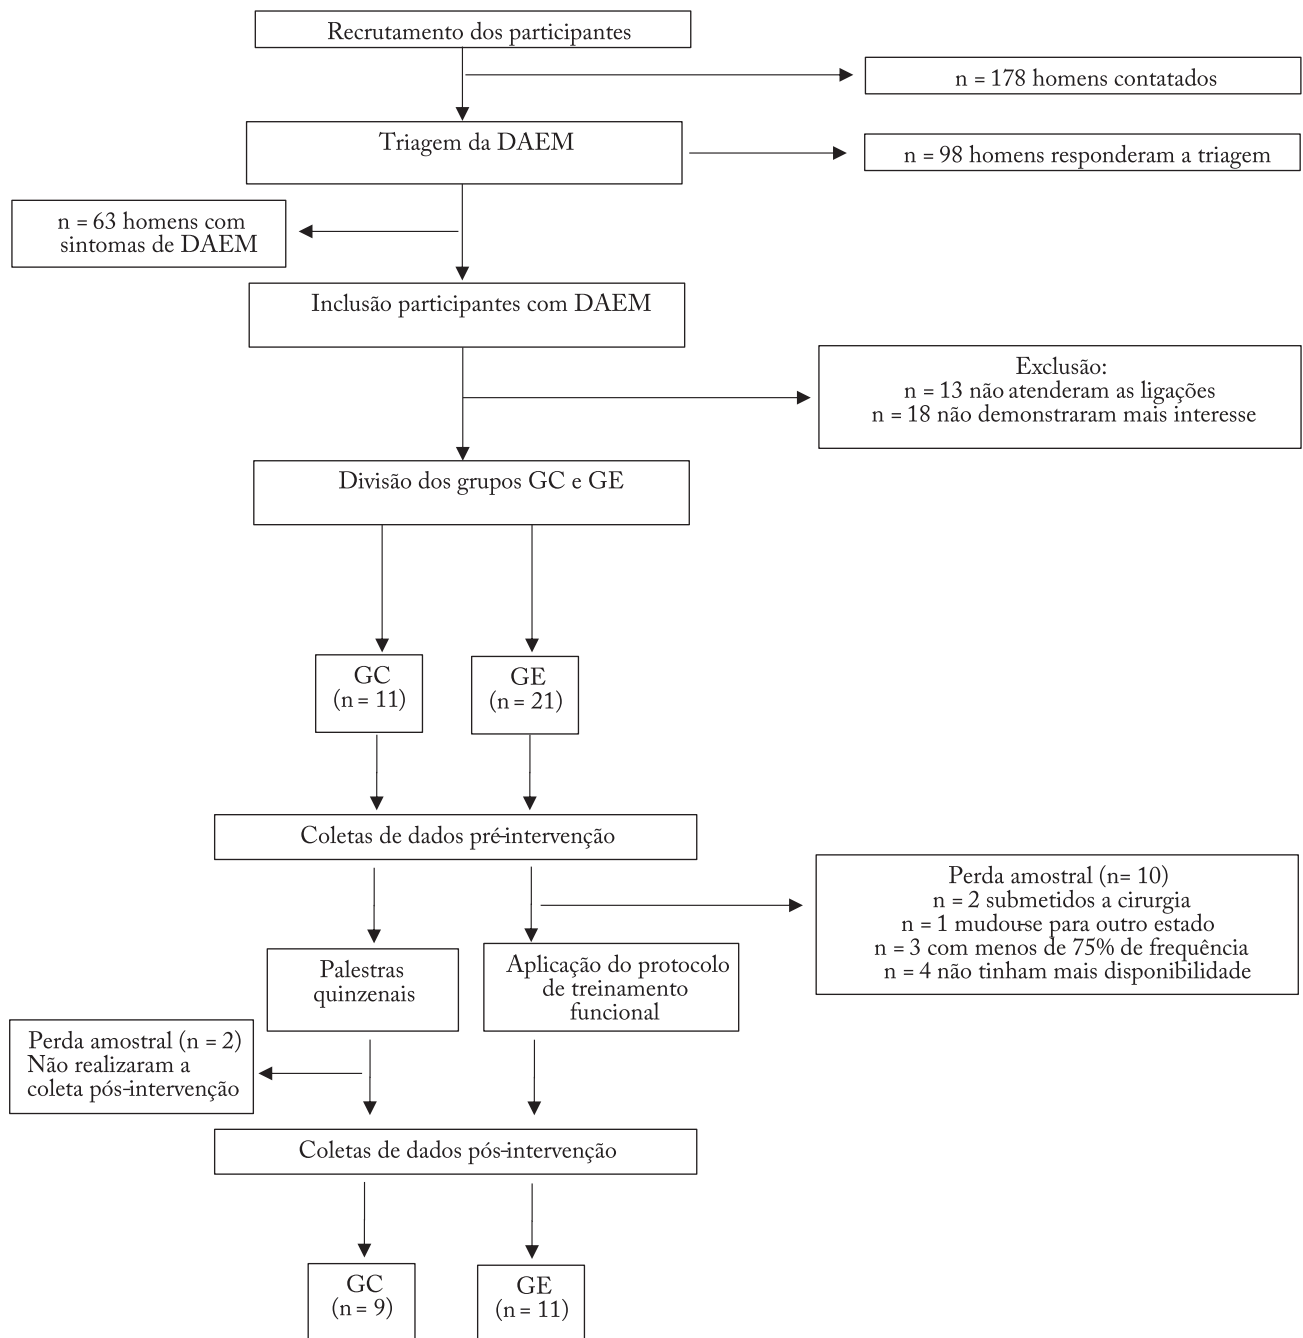 Recrutamento dos participantes
n = 178 homens contatados
Triagem da DAEM
n = 98 homens responderam a triagem
n = 63 homens com
sintomas de DAEM
Inclusão participantes com DAEM
Exclusão:
n = 13 não atenderam as ligações
n = 18 não demonstraram mais interesse
Divisão dos grupos GC e GE
GC
(n = 11)
GE
(n = 21)
Coletas de dados pré-intervenção
Perda amostral (n= 10)
n = 2 submetidos a cirurgia
n = 1 mudou-se para outro estado
n = 3 com menos de 75% de frequência
n = 4 não tinham mais disponibilidade
Palestras
quinzenais
Aplicação do protocolo
de treinamento
funcional
Perda amostral (n = 2)
Não realizaram a
coleta pós-intervenção
Coletas de dados pós-intervenção
GC
(n = 9)
GE
(n = 11)